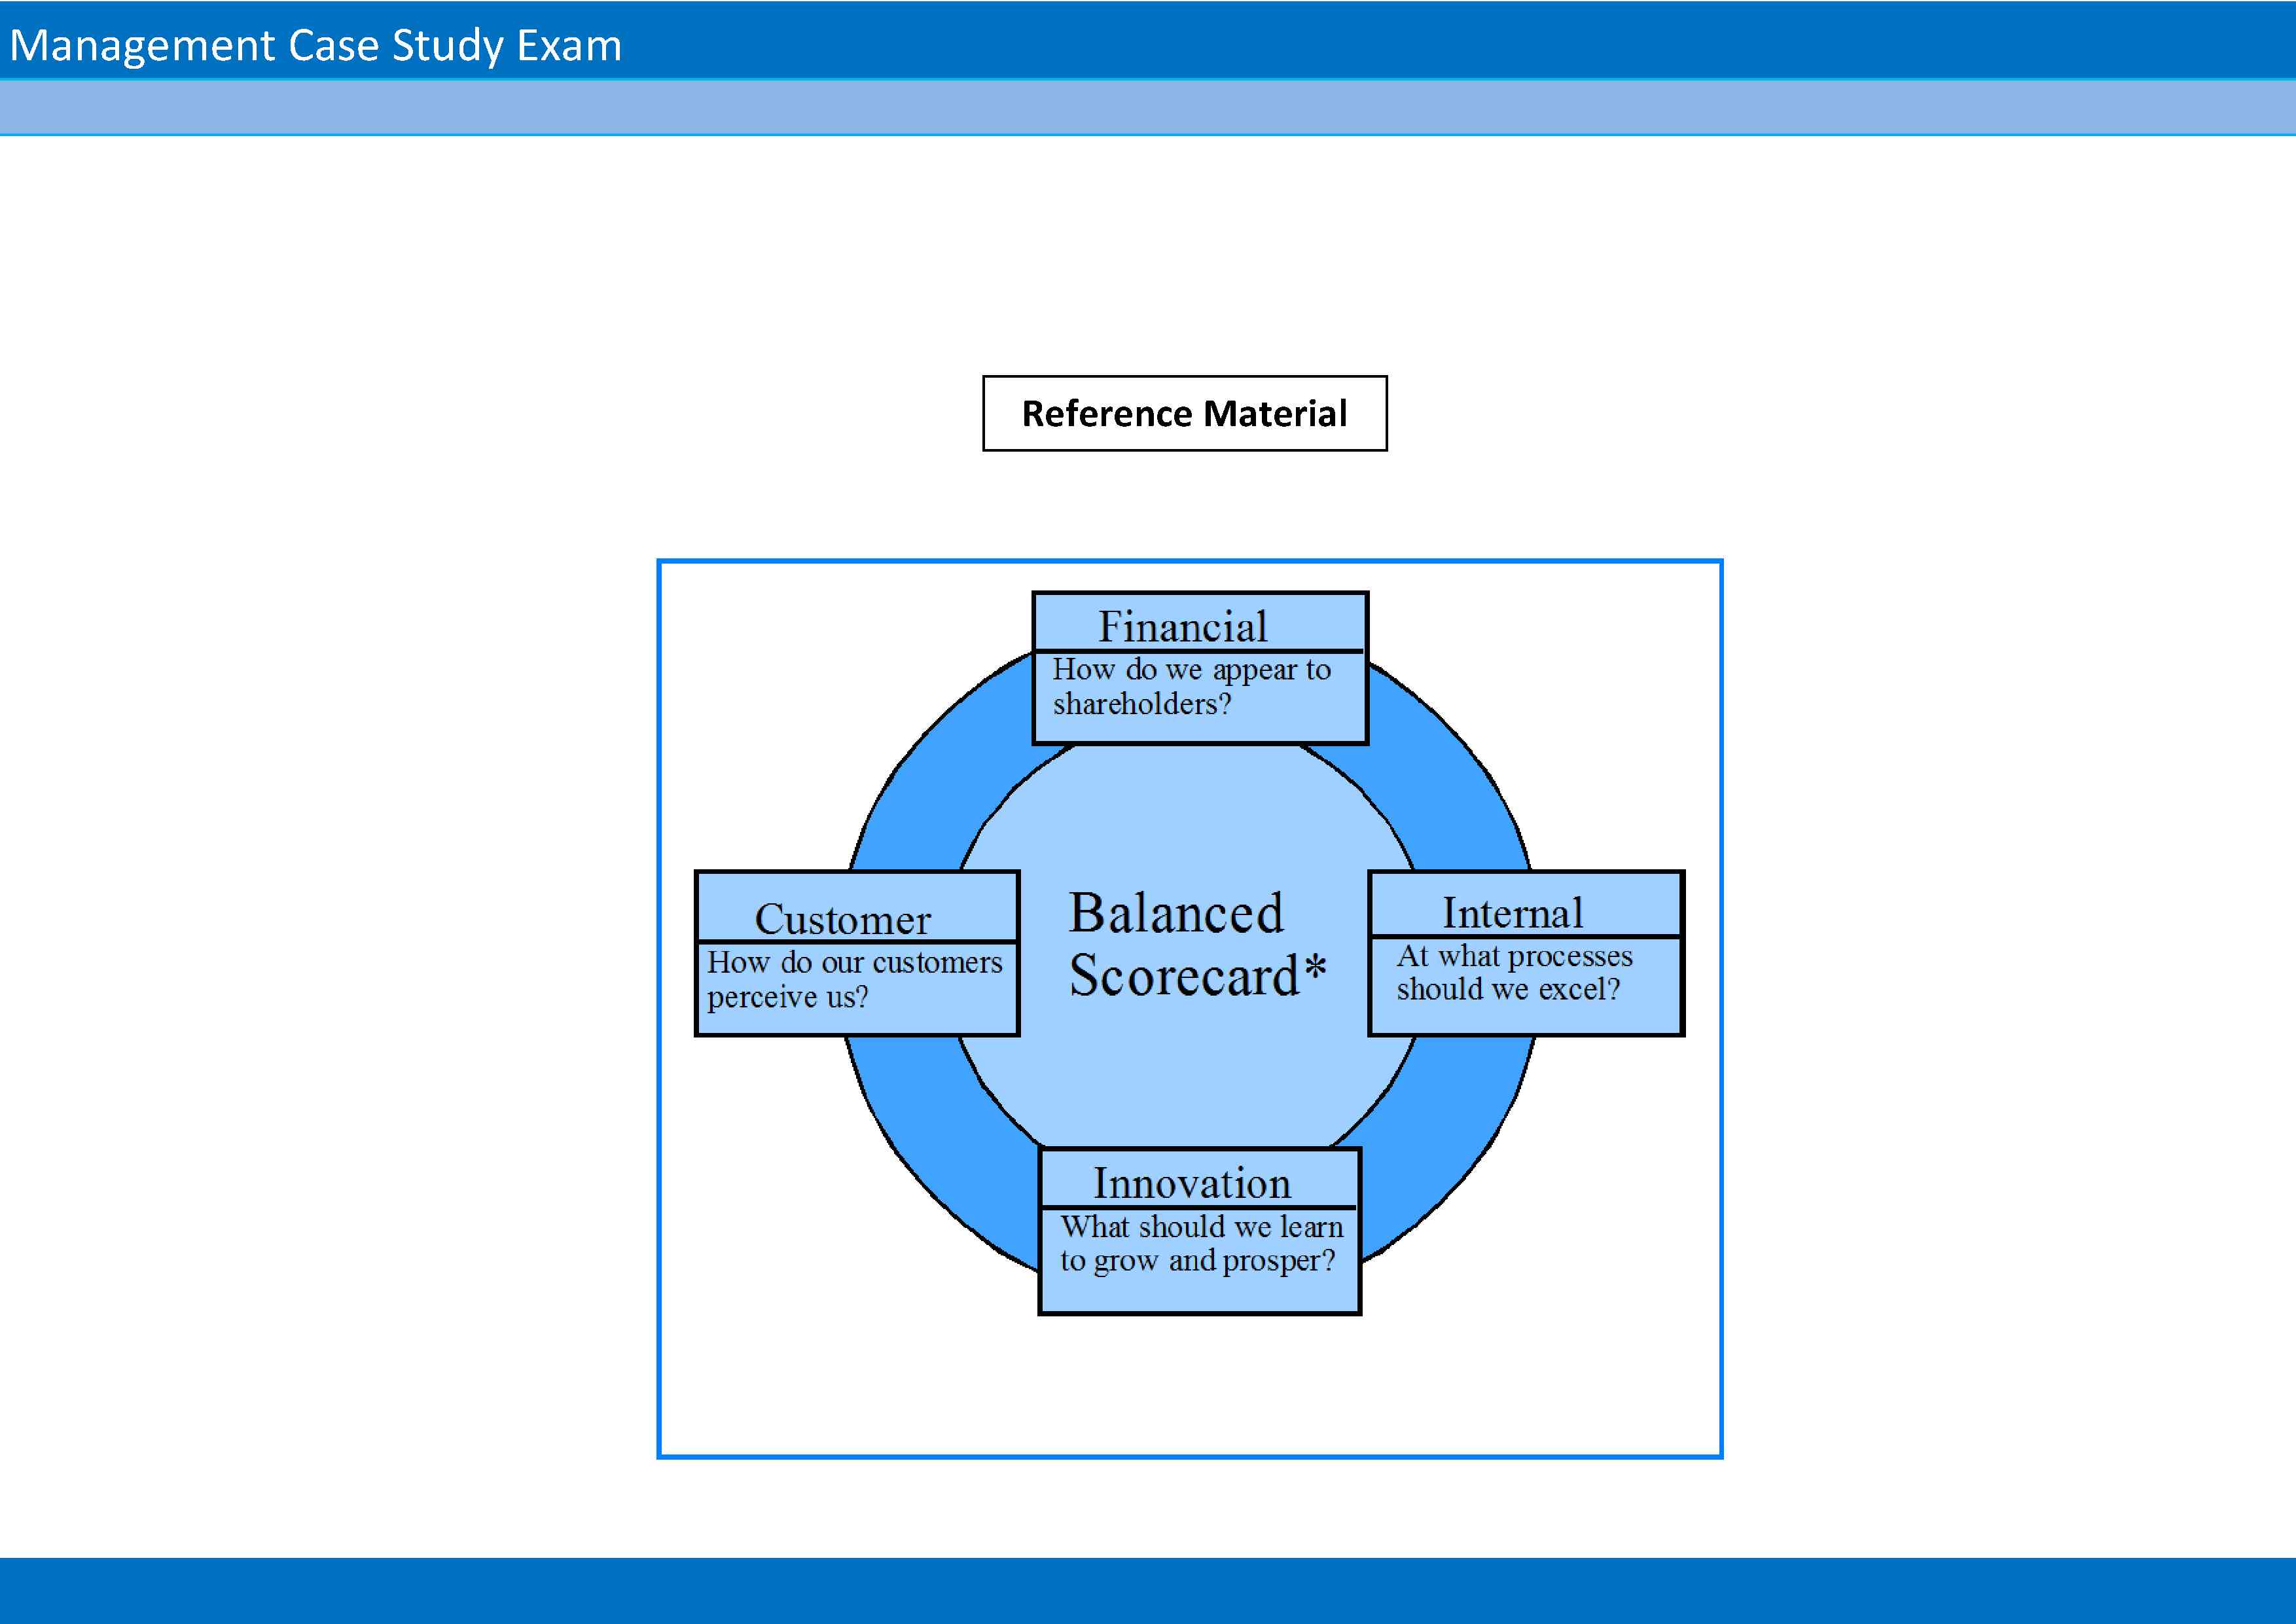 Management Case Study Exam
Reference Material
Financial
How do we appear to
shareholders?
Customer
How do our customers
perceive us?
Balanced
Scorecard*
Internal
At what processes
should we excel?
Innovation
What should we learn
to grow and prosper?